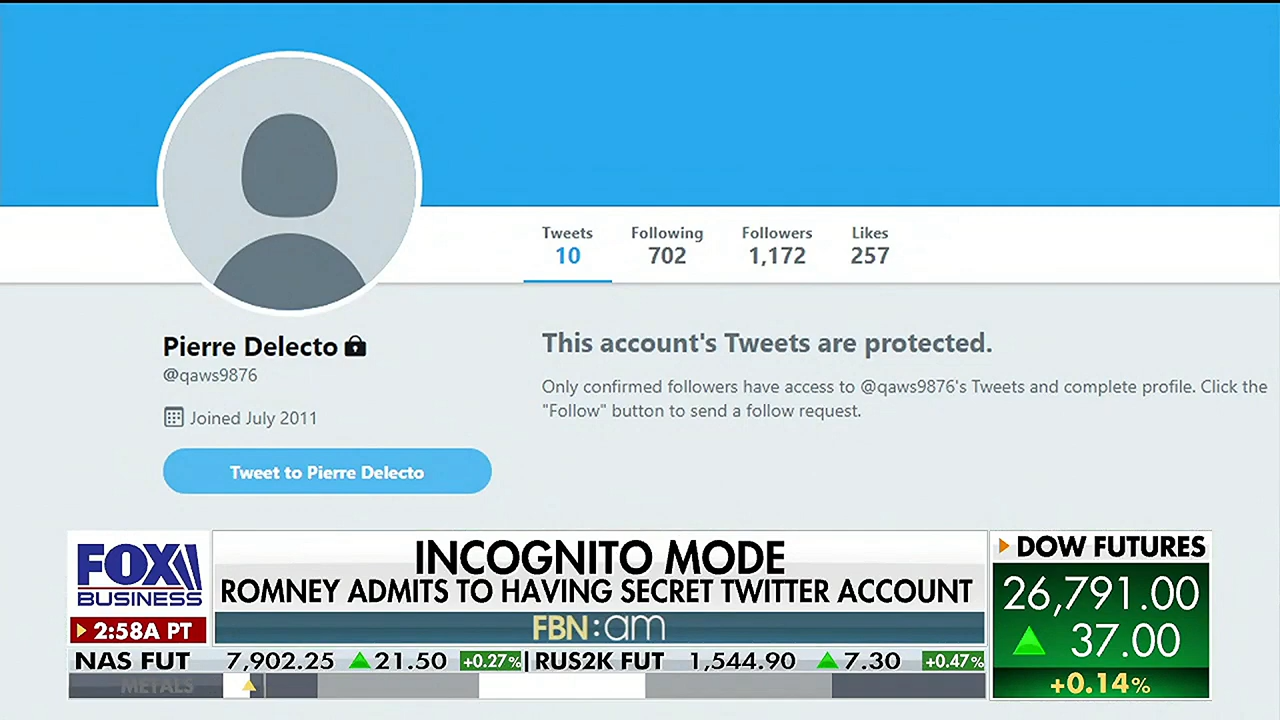 Tweets Following Followers Likes
10 702 1,172 257
Pierre Delecto
@qaws9876
Joined July 2011
Tweet to Pierre Delecto
This account's Tweets are protected.
Only confirmed followers have access to @qaws9876's Tweets and complete profile. Click the
"Follow" button to send a follow request.
FOX
BUSINESS
2:58A PT
INCOGNITO MODE
ROMNEY ADMITS TO HAVING SECRET TWITTER ACCOUNT
FBN:am
DOW FUTURES
26,791.00
37.00
+0.14%
NAS FUT 7,902.25 21.50 +0.27% RUS2K FUT 1,544.90 7.30 +0.47%
METALS